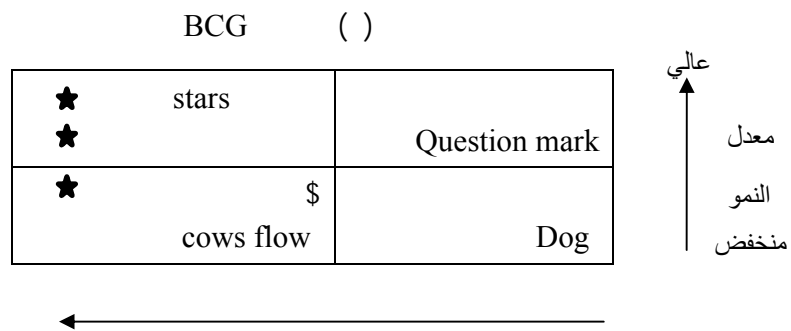 BCG ( )
عالي
★ stars
★ Question mark
معدل
★ $
النمو
cows flow Dog
منخفض